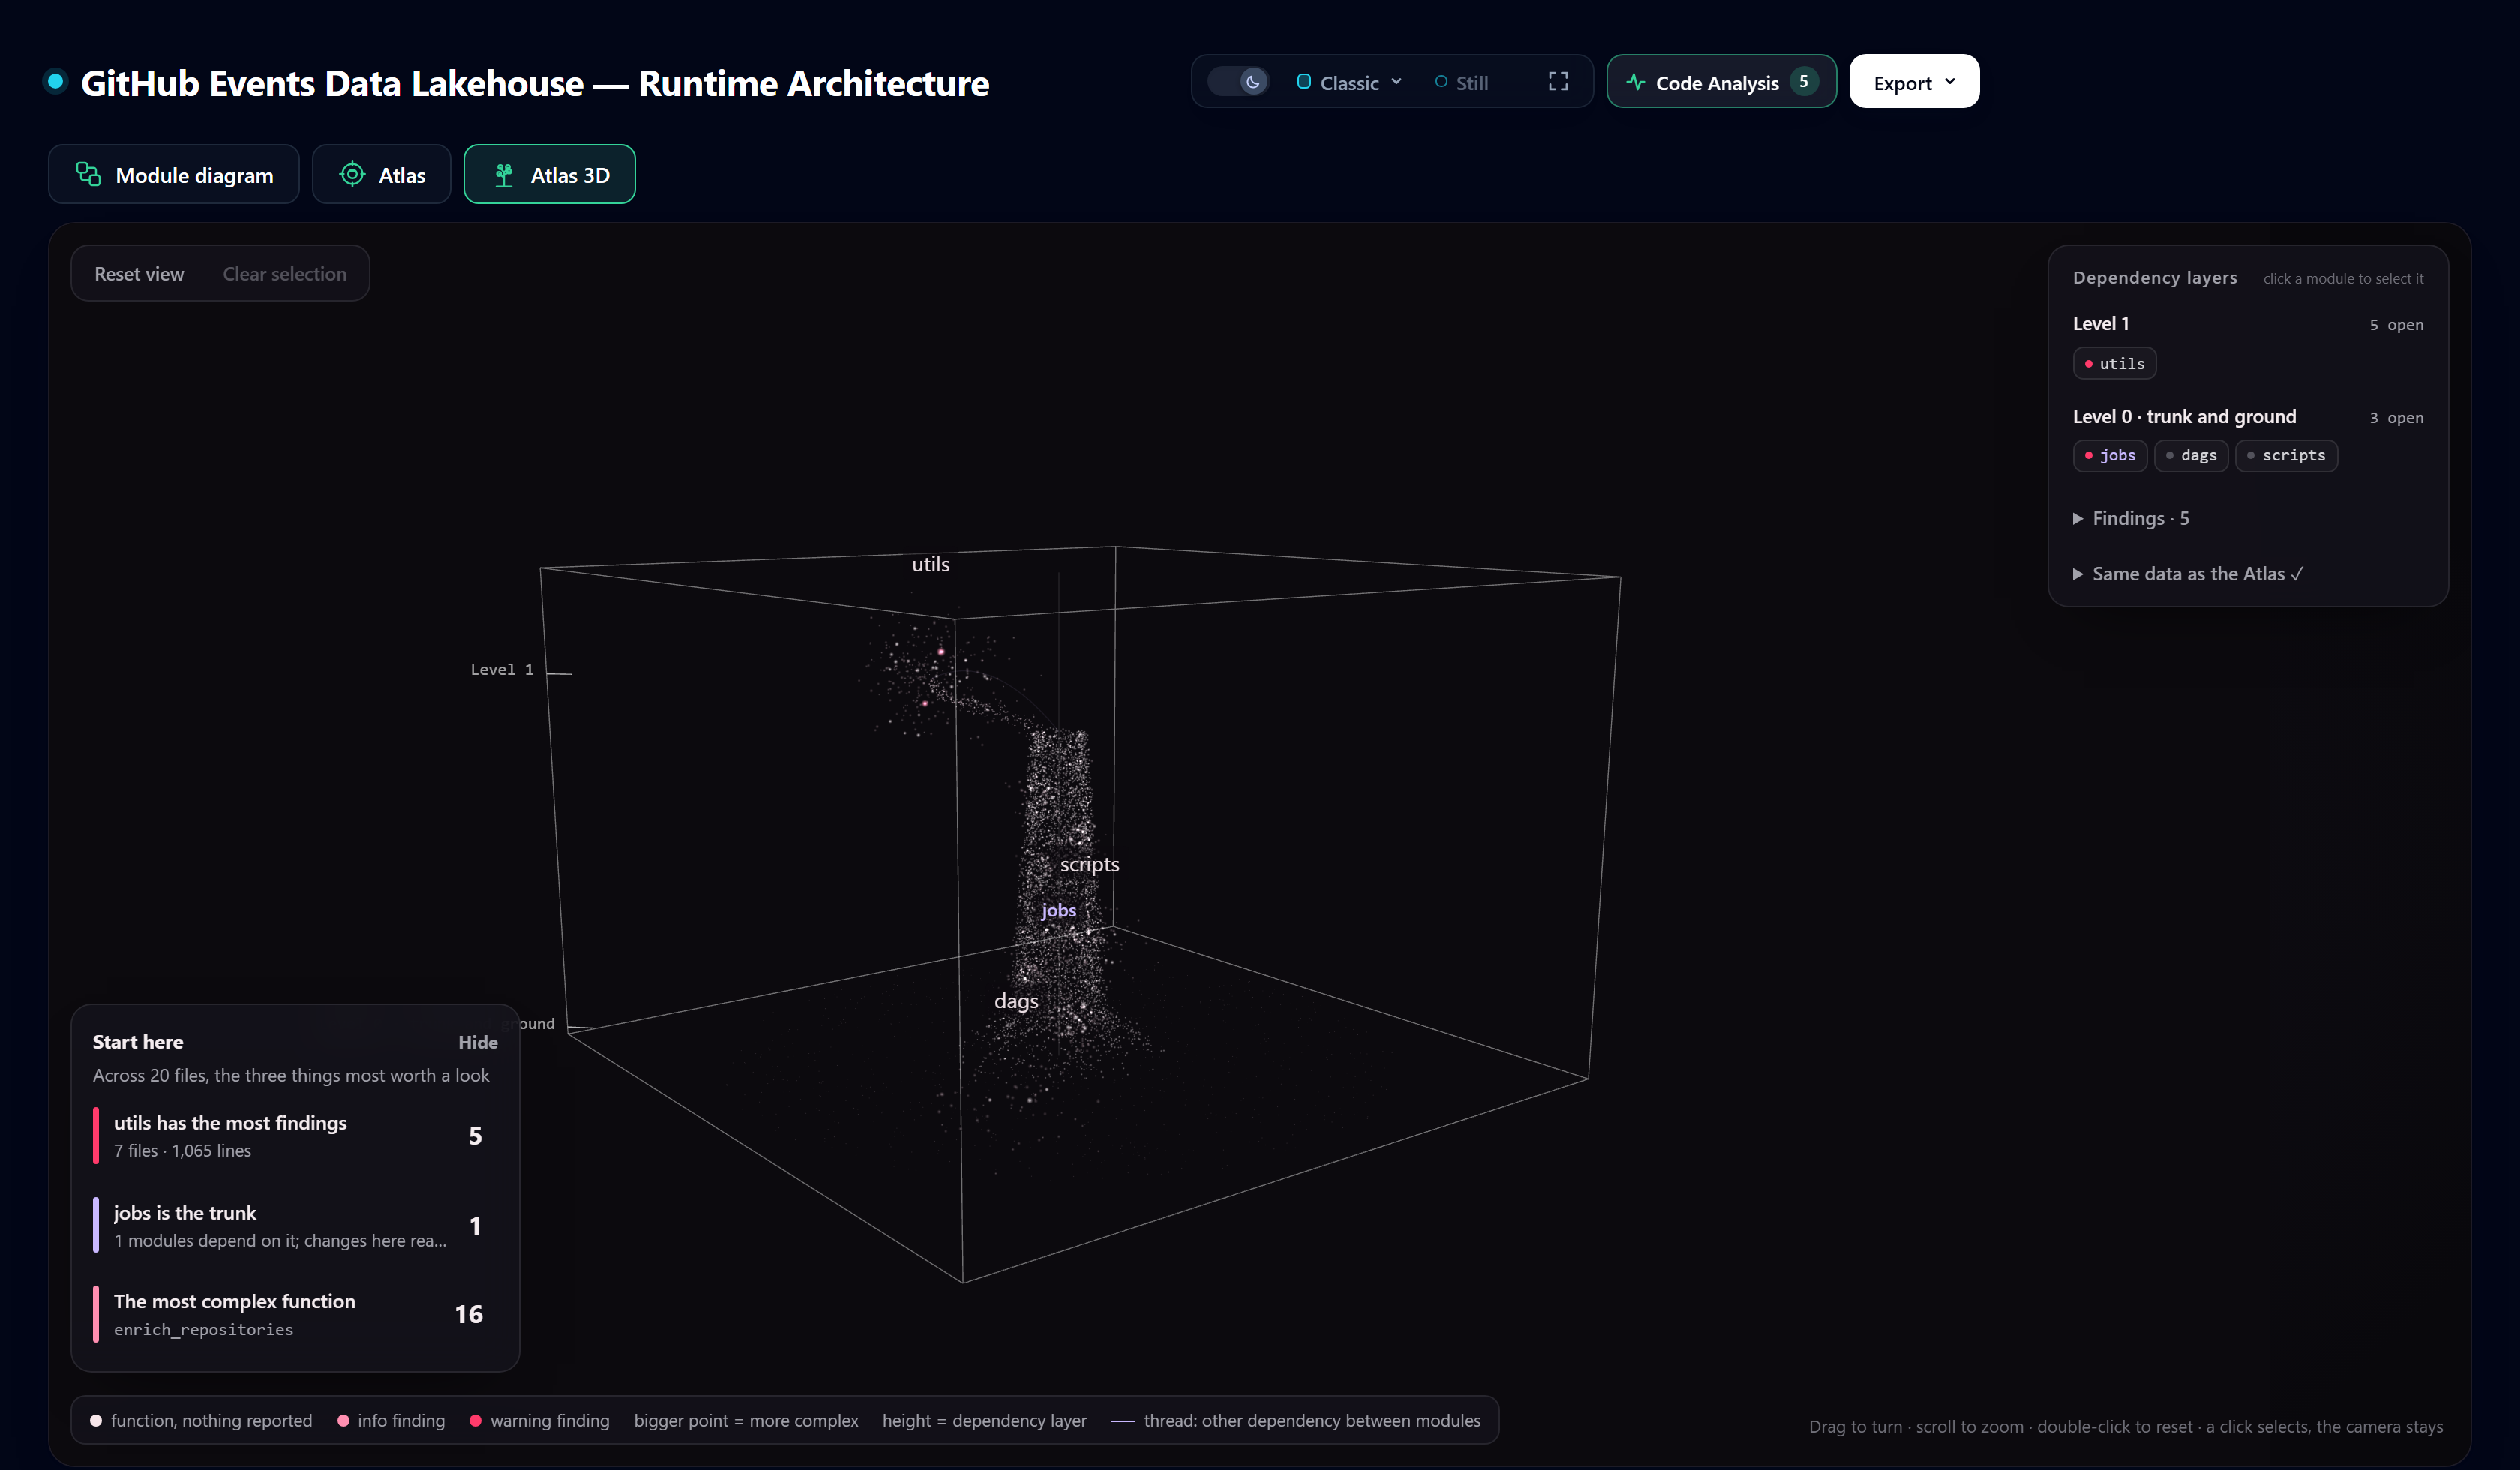 GitHub Events Data Lakehouse — Runtime Architecture
Classic
Still
Code Analysis 5
Export
Module diagram
Atlas
Atlas 3D
Reset view
Clear selection
Dependency layers
click a module to select it
Level 1
5 open
utils
Level 0 · trunk and ground
3 open
jobs
dags
scripts
Findings · 5
Same data as the Atlas ✓
utils
Level 1
scripts
jobs
dags
ground
Start here
Hide
Across 20 files, the three things most worth a look
utils has the most findings
7 files · 1,065 lines
5
jobs is the trunk
1 modules depend on it; changes here rea...
1
The most complex function
enrich_repositories
16
function, nothing reported
info finding
warning finding
bigger point = more complex
height = dependency layer
thread: other dependency between modules
Drag to turn · scroll to zoom · double-click to reset · a click selects, the camera stays